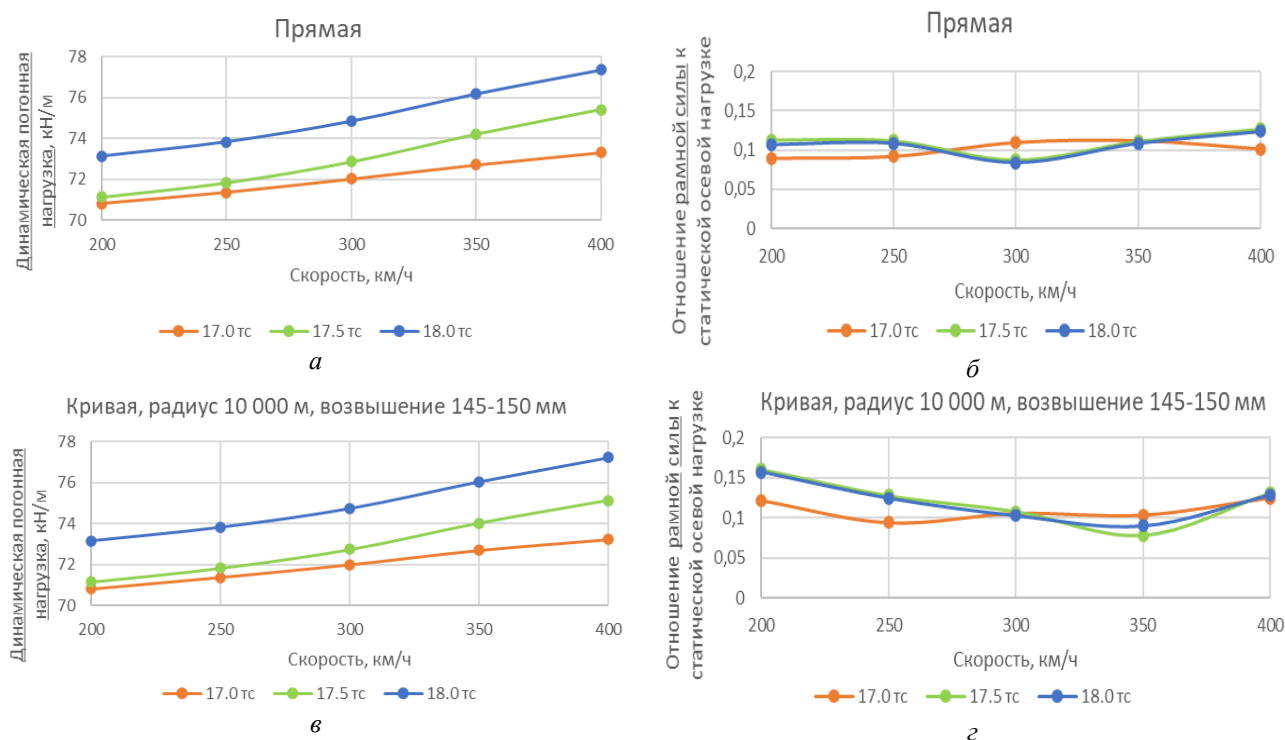 Прямая
Динамическая погонная
нагрузка, кН/м
78
76
74
72
70
200 250 300 350 400
Скорость, км/ч
17.0 тс 17.5 тс 18.0 тс
а
Прямая
Отношение рамной силы к
статической осевой нагрузке
0,2
0,15
0,1
0,05
0
200 250 300 350 400
Скорость, км/ч
17.0 тс 17.5 тс 18.0 тс
б
Кривая, радиус 10 000 м, возвышение 145-150 мм
Динамическая погонная
нагрузка, кН/м
78
76
74
72
70
200 250 300 350 400
Скорость, км/ч
17.0 тс 17.5 тс 18.0 тс
в
Кривая, радиус 10 000 м, возвышение 145-150 мм
Отношение рамной силы к
статической осевой нагрузке
0,2
0,15
0,1
0,05
0
200 250 300 350 400
Скорость, км/ч
17.0 тс 17.5 тс 18.0 тс
г